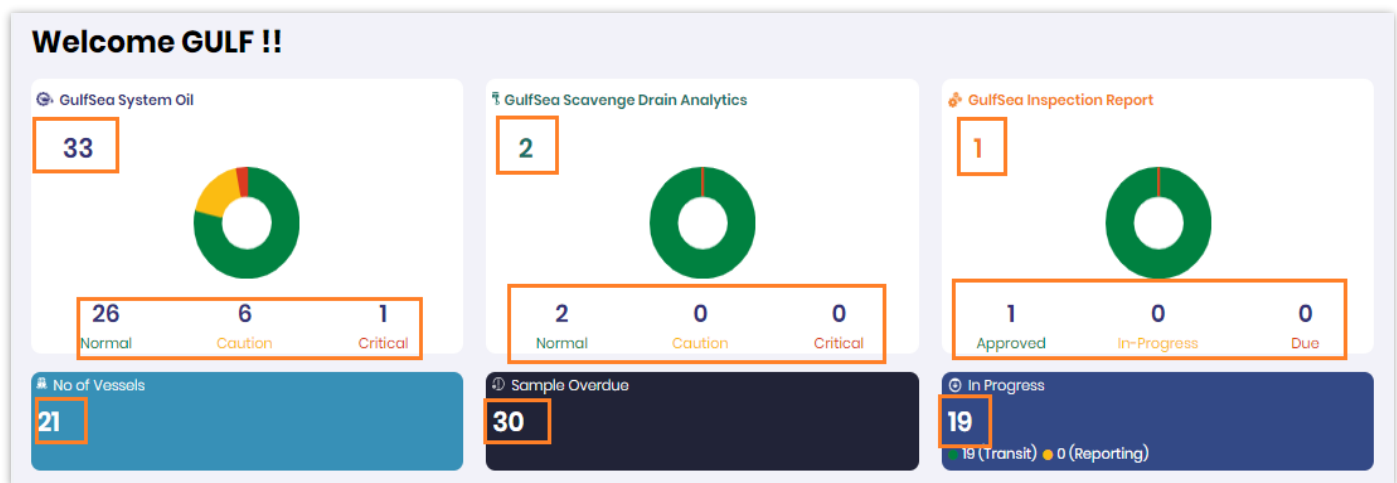 Welcome GULF !!
GulfSea System Oil
33
26 6 1
Normal Caution Critical
GulfSea Scavenge Drain Analytics
2
2 0 0
Normal Caution Critical
GulfSea Inspection Report
1
1 0 0
Approved In-Progress Due
No of Vessels
21
Sample Overdue
30
In Progress
19
19 (Transit) 0 (Reporting)